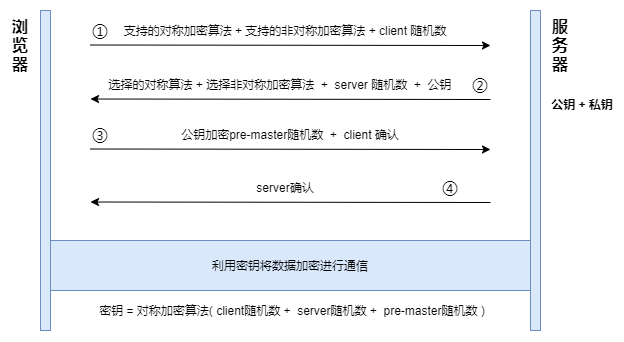 浏览器
服务器
① 支持的对称加密算法 + 支持的非对称加密算法 + client 随机数
选择的对称算法 + 选择非对称加密算法 + server 随机数 + 公钥 ②
公钥 + 私钥
③ 公钥加密pre-master随机数 + client 确认
server确认 ④
利用密钥将数据加密进行通信
密钥 = 对称加密算法( client随机数 + server随机数 + pre-master随机数 )